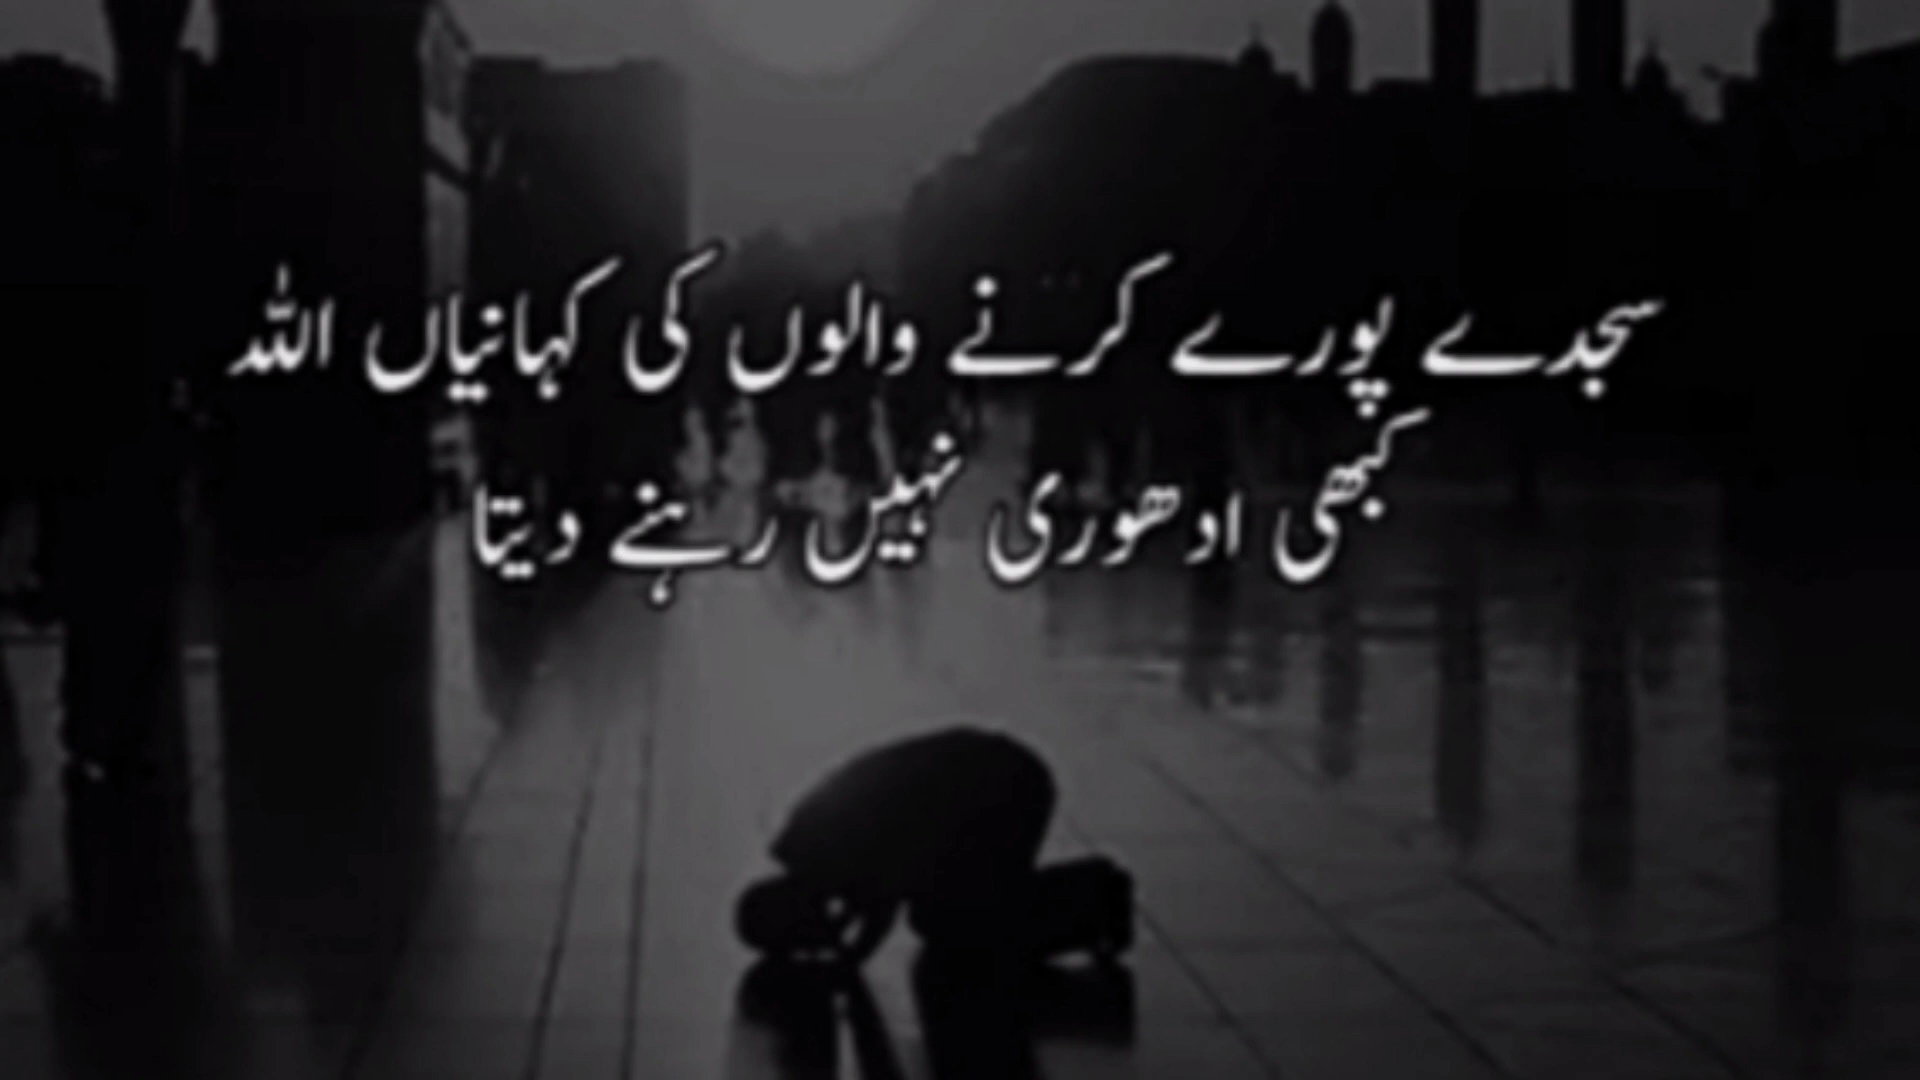 سجدے پورے کرنے والوں کی کہانیاں اللہ
کبھی ادھوری نہیں رہنے دیتا